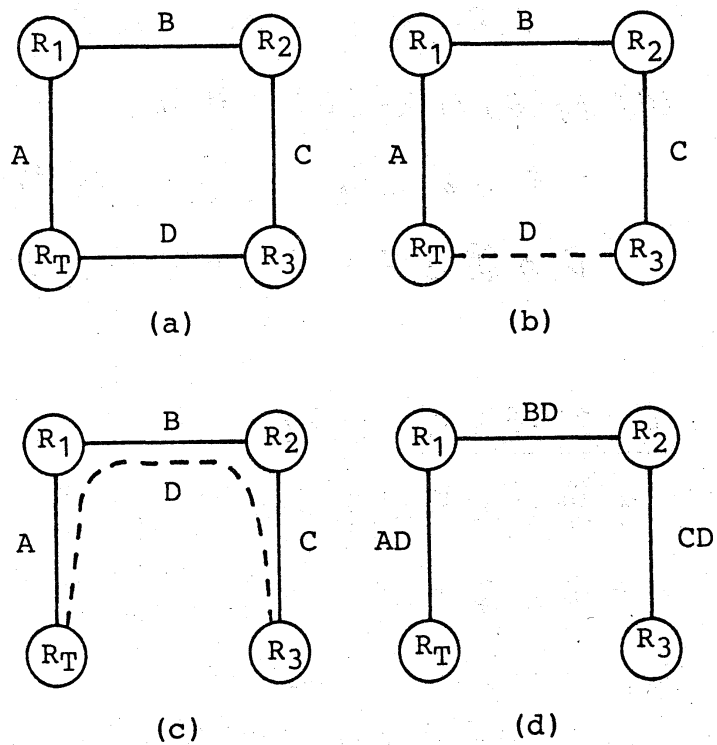 B B
R1 R2 R1 R2
A C A C
D D
RT R3 RT R3
(a) (b)
B BD
R1 R2 R1 R2
D
A C AD CD
RT R3 RT R3
(c) (d)